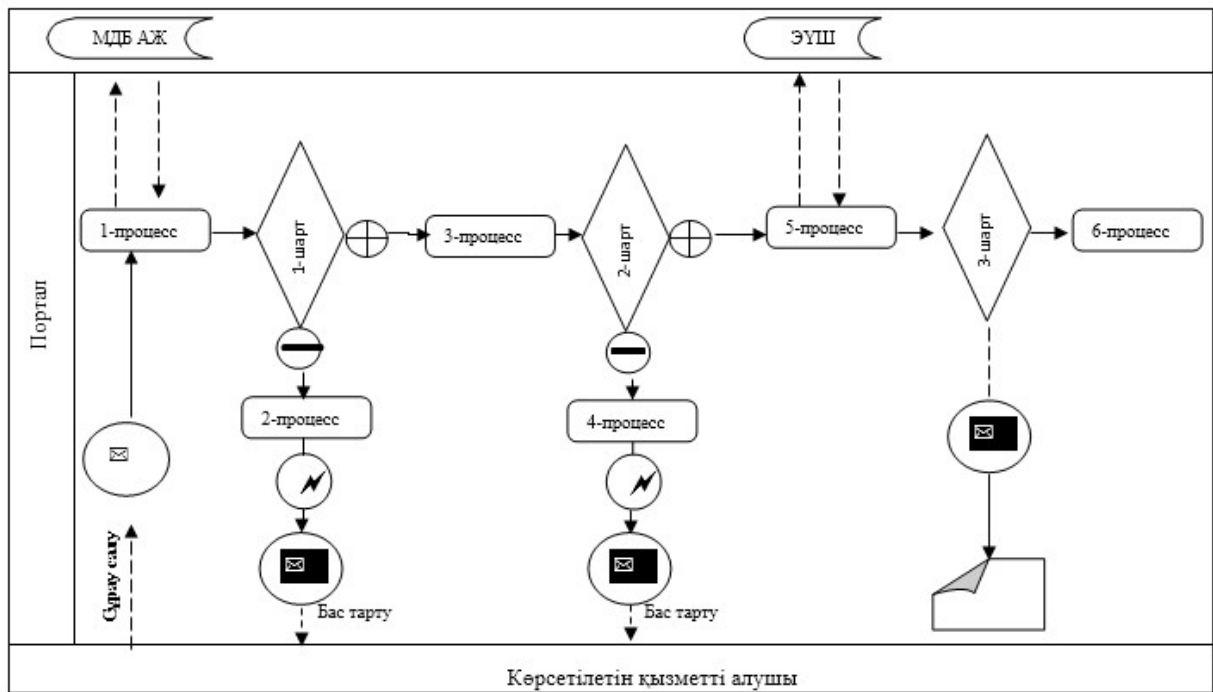 МДБ АЖ
ЭҮШ
Портал
1-процесс
1-шарт
3-процесс
2-шарт
5-процесс
3-шарт
6-процесс
2-процесс
4-процесс
Сұрау салу
Бас тарту
Бас тарту
Көрсетілетін қызметті алушы